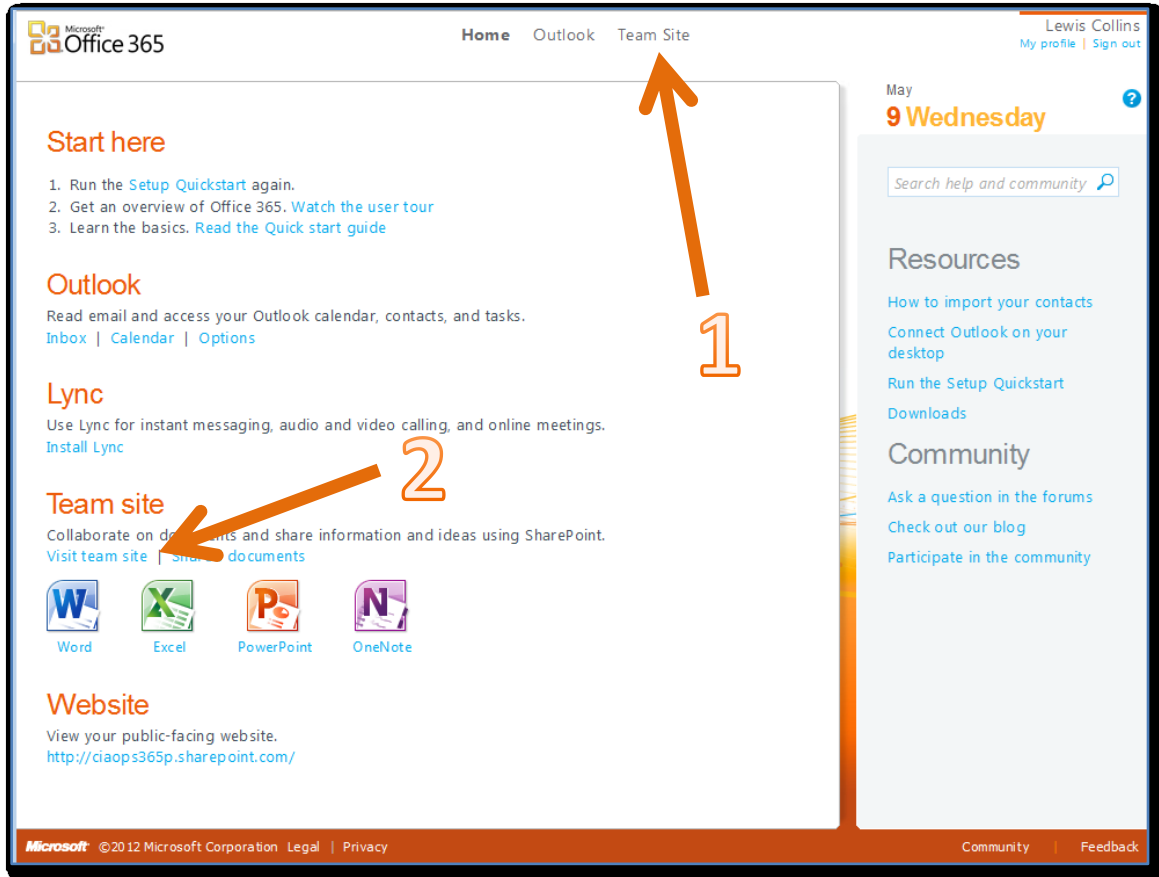 Microsoft
Office 365
Home Outlook Team Site
Lewis Collins
My profile | Sign out
May
9 Wednesday
?
Start here
1. Run the Setup Quickstart again.
2. Get an overview of Office 365. Watch the user tour
3. Learn the basics. Read the Quick start guide
Outlook
Read email and access your Outlook calendar, contacts, and tasks.
Inbox | Calendar | Options
Lync
Use Lync for instant messaging, audio and video calling, and online meetings.
Install Lync
Team site
Collaborate on and share information and ideas using SharePoint.
Visit team site | documents
W X P N
Word Excel PowerPoint OneNote
Website
View your public-facing website.
http://ciaops365p.sharepoint.com/
1
2
Search help and community
Resources
How to import your contacts
Connect Outlook on your
desktop
Run the Setup Quickstart
Downloads
Community
Ask a question in the forums
Check out our blog
Participate in the community
Microsoft ©2012 Microsoft Corporation Legal | Privacy
Community | Feedback